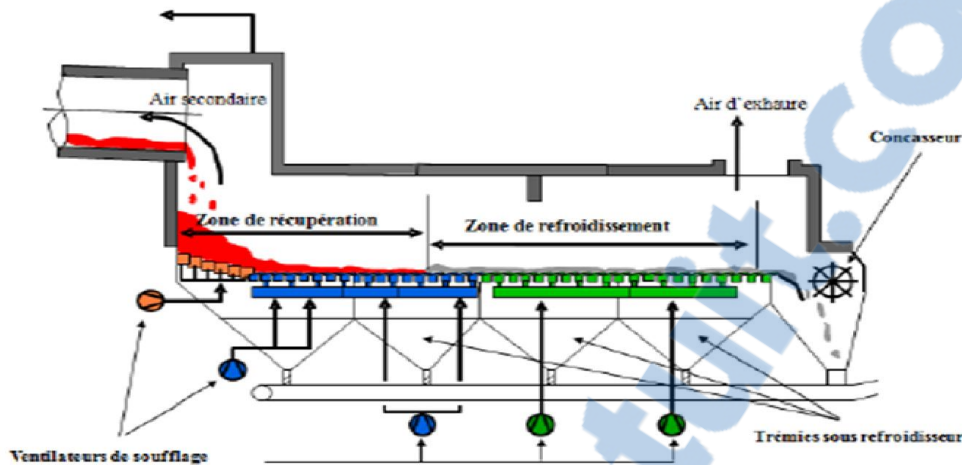 Air secondaire
Air d'exhaure
Concasseur
Zone de récupération
Zone de refroidissement
Ventilateurs de soufflage
Trémies sous refroidisseur